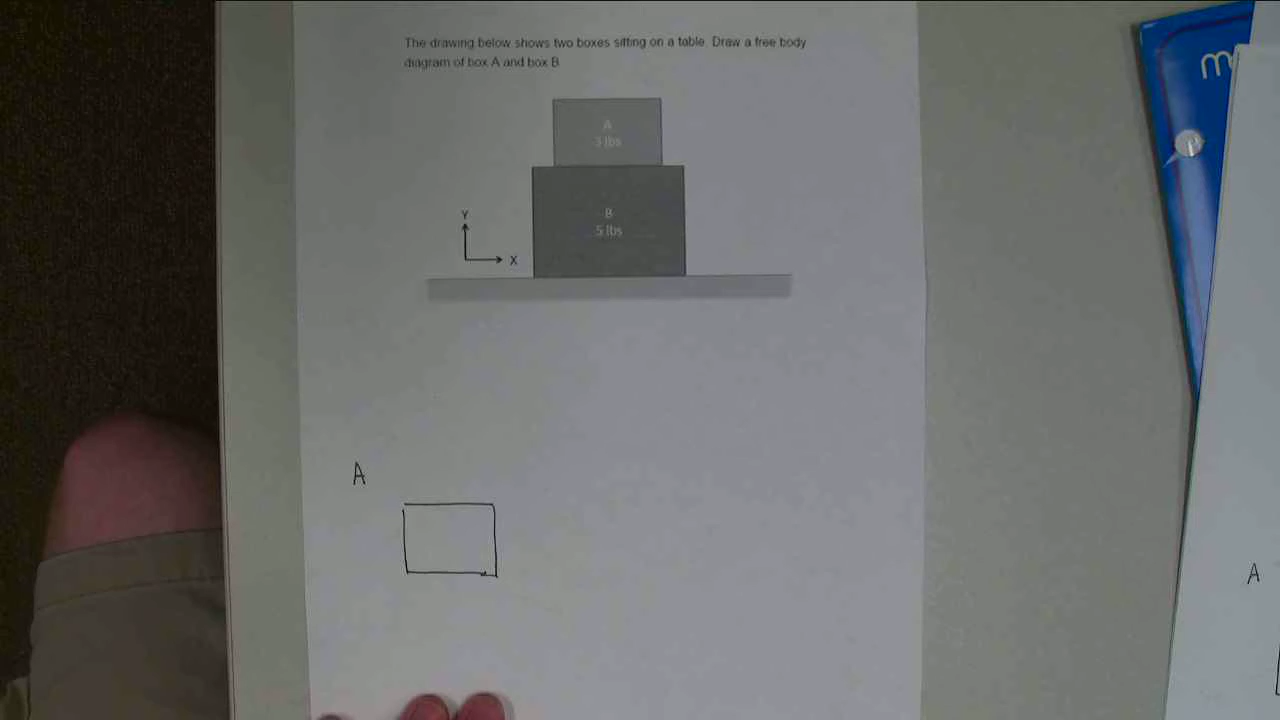 The drawing below shows two boxes sitting on a table. Draw a free body
diagram of box A and box B
A
3 lbs
B
5 lbs
Y
X
A
A